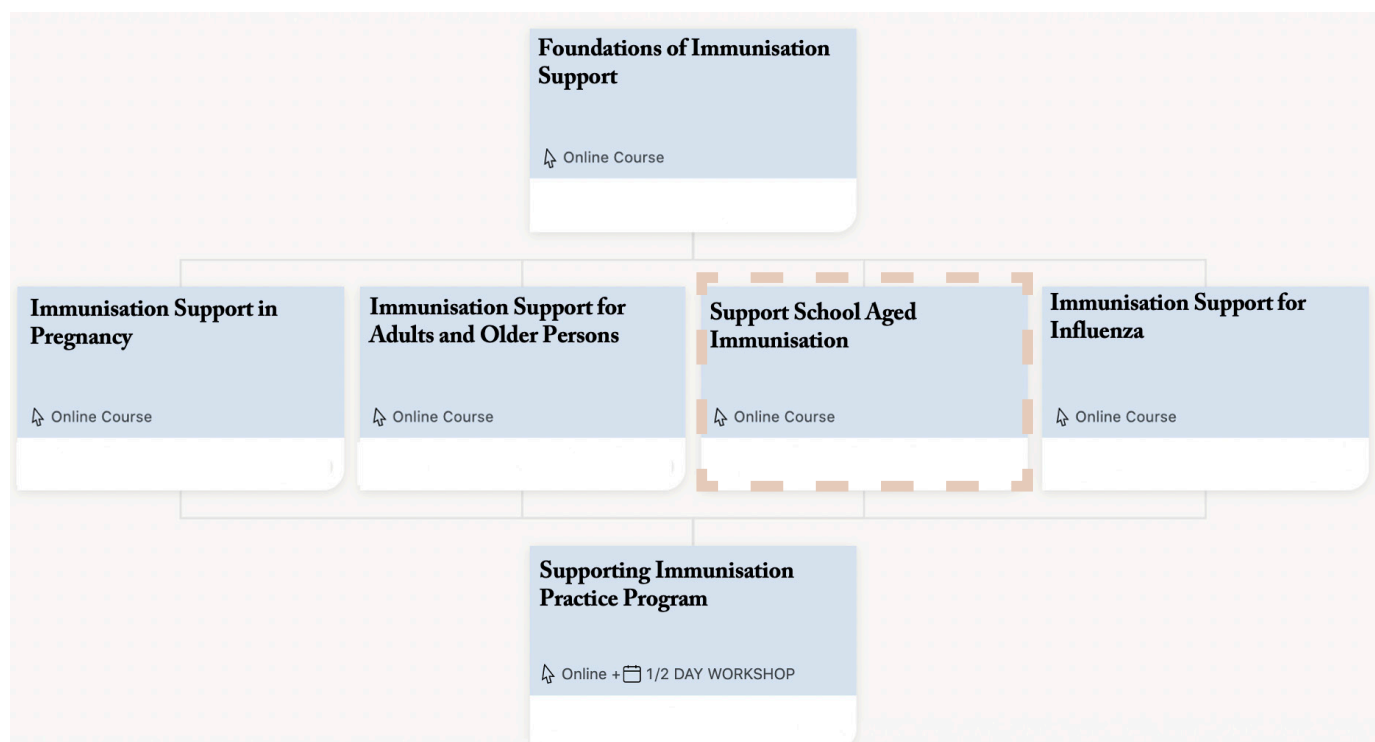 Foundations of Immunisation
Support
Online Course
Immunisation Support in
Pregnancy
Online Course
Immunisation Support for
Adults and Older Persons
Online Course
Support School Aged
Immunisation
Online Course
Immunisation Support for
Influenza
Online Course
Supporting Immunisation
Practice Program
Online + 1/2 DAY WORKSHOP